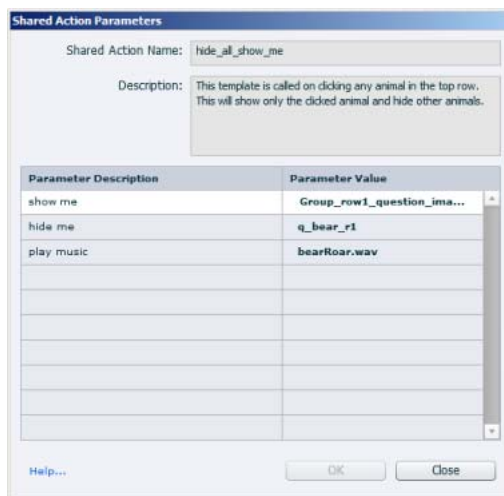 Shared Action Parameters
Shared Action Name: hide_all_show_me
Description: This template is called on clicking any animal in the top row.
This will show only the clicked animal and hide other animals.
Parameter Description Parameter Value
show me Group_row1_question_ima...
hide me q_bear_r1
play music bearRoar.wav
Help... OK Close